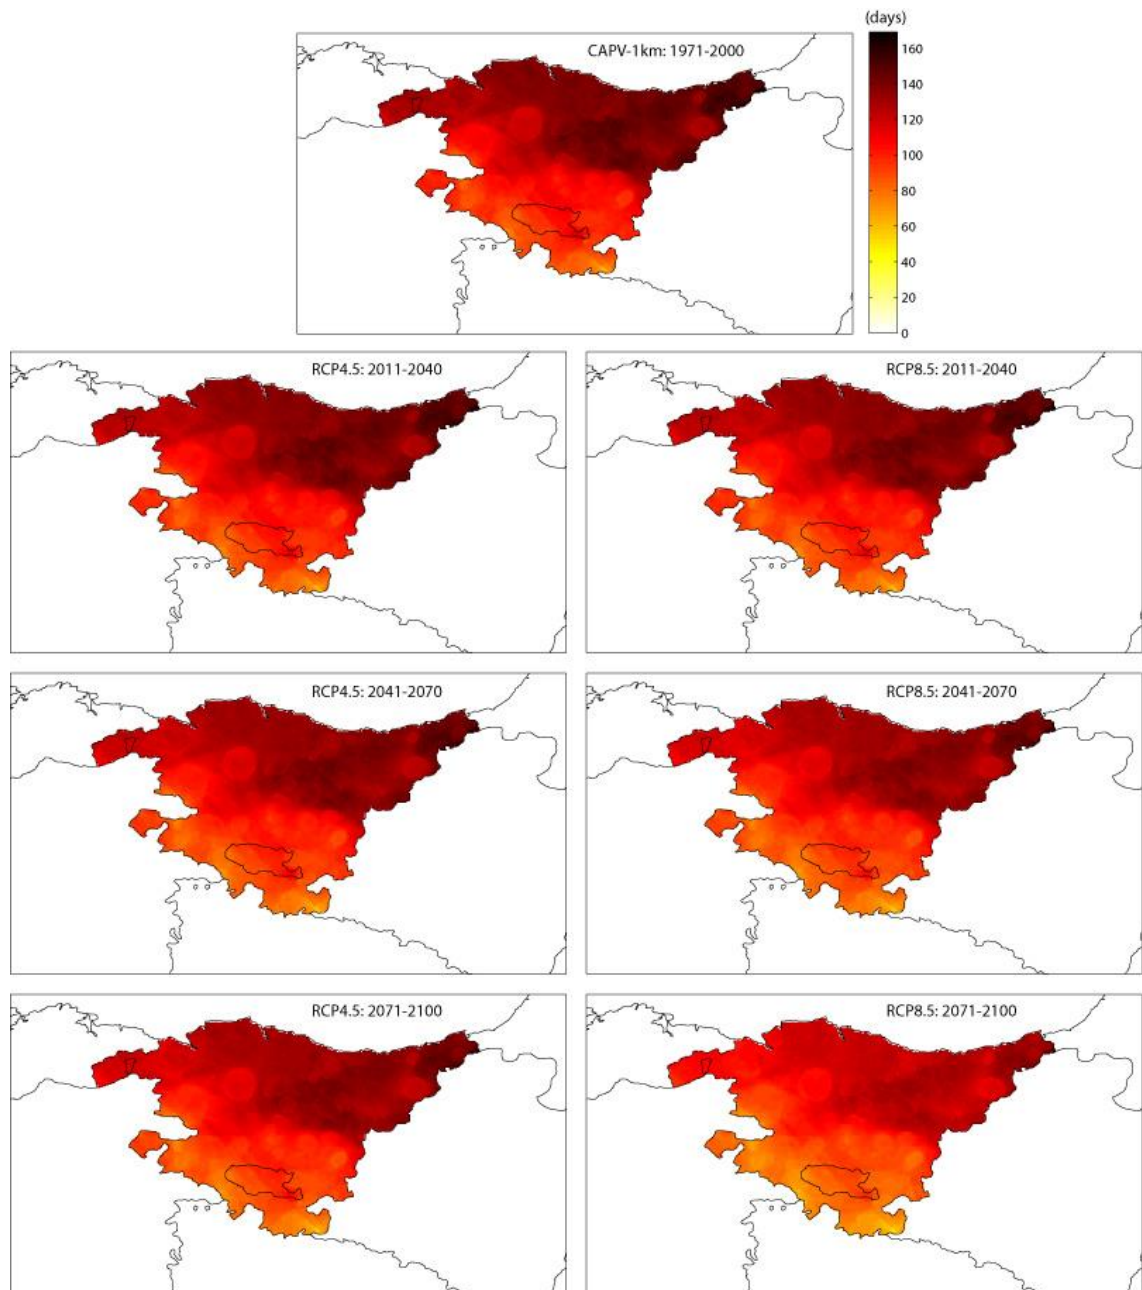 (days)
CAPV-1km: 1971-2000
160
140
120
100
80
60
40
20
0
RCP4.5: 2011-2040
RCP8.5: 2011-2040
RCP4.5: 2041-2070
RCP8.5: 2041-2070
RCP4.5: 2071-2100
RCP8.5: 2071-2100